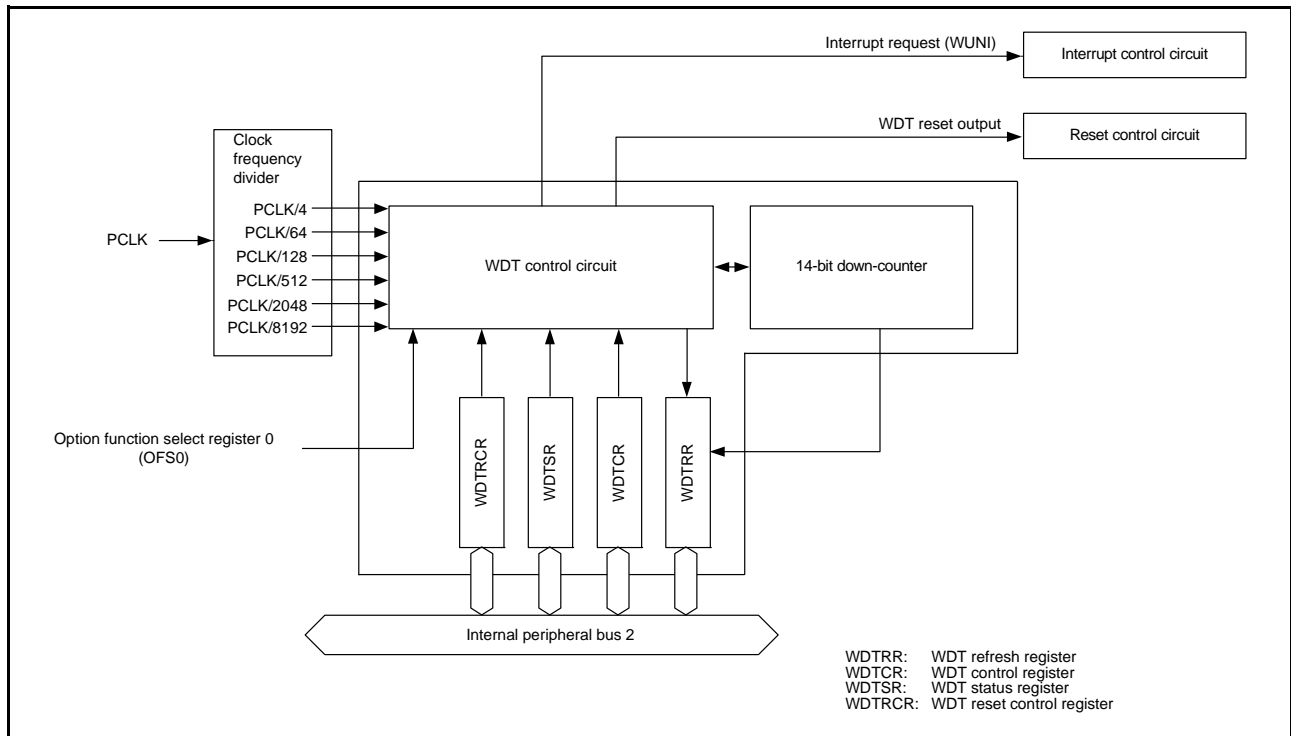 Interrupt request (WUNI)
Interrupt control circuit
WDT reset output
Reset control circuit
Clock
frequency
divider
PCLK
PCLK/4
PCLK/64
PCLK/128
PCLK/512
PCLK/2048
PCLK/8192
WDT control circuit
14-bit down-counter
Option function select register 0
(OFS0)
WDTRCR
WDTSR
WDTCR
WDTRR
Internal peripheral bus 2
WDTRR: WDT refresh register
WDTCR: WDT control register
WDTSR: WDT status register
WDTRCR: WDT reset control register